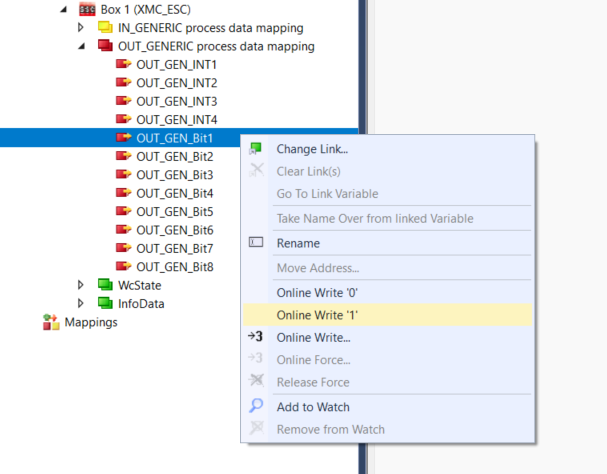 Box 1 (XMC_ESC)
IN_GENERIC process data mapping
OUT_GENERIC process data mapping
OUT_GEN_INT1
OUT_GEN_INT2
OUT_GEN_INT3
OUT_GEN_INT4
OUT_GEN_Bit1
OUT_GEN_Bit2
OUT_GEN_Bit3
OUT_GEN_Bit4
OUT_GEN_Bit5
OUT_GEN_Bit6
OUT_GEN_Bit7
OUT_GEN_Bit8
WcState
InfoData
Mappings
Change Link...
Clear Link(s)
Go To Link Variable
Take Name Over from linked Variable
Rename
Move Address...
Online Write '0'
Online Write '1'
→3 Online Write...
→3 Online Force...
Release Force
Add to Watch
Remove from Watch